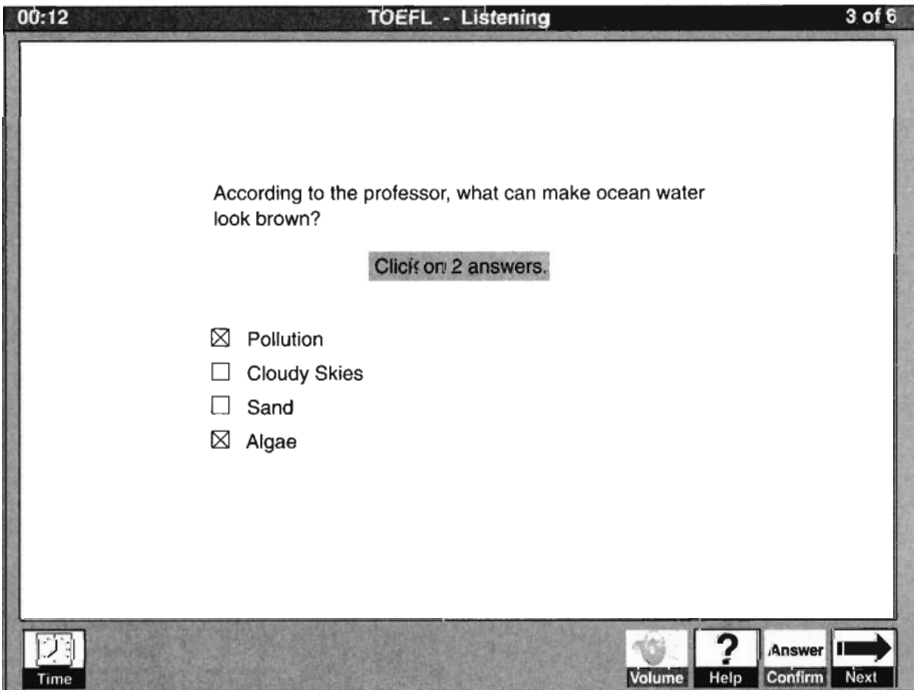 00:12 TOEFL - Listening 3 of 6
According to the professor, what can make ocean water
look brown?
Click on 2 answers.
Pollution
Cloudy Skies
Sand
Algae
Time Volume ? Help Answer Confirm Next